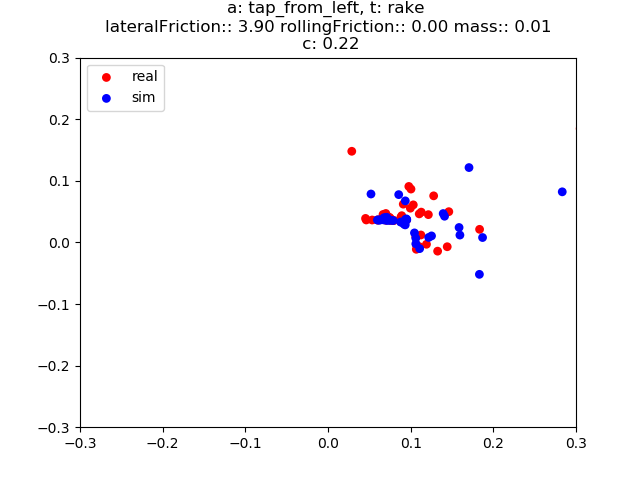 a: tap_from_left, t: rake
lateralFriction:: 3.90 rollingFriction:: 0.00 mass:: 0.01
c: 0.22
real
sim
0.3
0.2
0.1
0.0
−0.1
−0.2
−0.3
−0.3 −0.2 −0.1 0.0 0.1 0.2 0.3